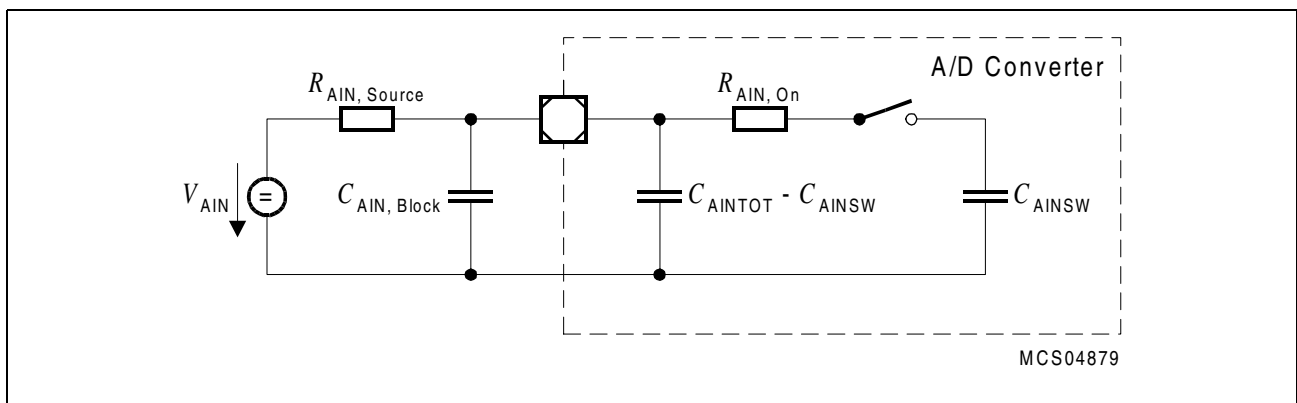 A/D Converter
R AIN, Source
R AIN, On
V AIN
=
C AIN, Block
C AINTOT - C AINSW
C AINSW
MCS04879